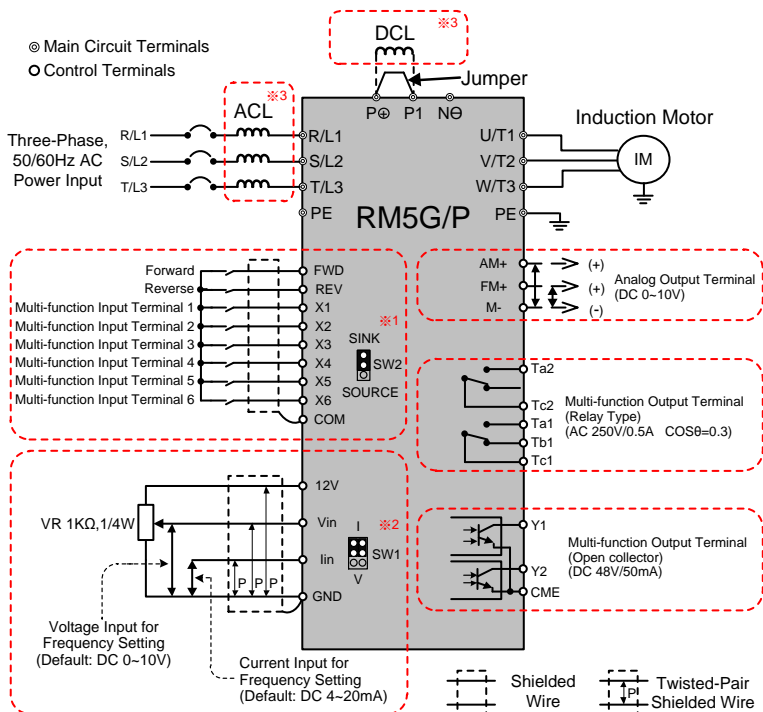 ◎ Main Circuit Terminals
O Control Terminals
DCL
※3
Jumper
P⊕ P1 N⊖
※3
ACL
Three-Phase,
50/60Hz AC
Power Input
R/L1
S/L2
T/L3
R/L1
S/L2
T/L3
PE
RM5G/P
U/T1
V/T2
W/T3
PE
Induction Motor
IM
Forward
Reverse
Multi-function Input Terminal 1
Multi-function Input Terminal 2
Multi-function Input Terminal 3
Multi-function Input Terminal 4
Multi-function Input Terminal 5
Multi-function Input Terminal 6
FWD
REV
X1
X2
X3
X4
X5
X6
COM
※1
SINK
SW2
SOURCE
AM+
FM+
M-
(+)
(+)
(-)
Analog Output Terminal
(DC 0~10V)
Ta2
Tc2
Ta1
Tb1
Tc1
Multi-function Output Terminal
(Relay Type)
(AC 250V/0.5A COSθ=0.3)
VR 1KΩ,1/4W
12V
Vin
Iin
GND
P P P
※2
I
SW1
V
Y1
Y2
CME
Multi-function Output Terminal
(Open collector)
(DC 48V/50mA)
Voltage Input for
Frequency Setting
(Default: DC 0~10V)
Current Input for
Frequency Setting
(Default: DC 4~20mA)
Shielded
Wire
P
Twisted-Pair
Shielded Wire